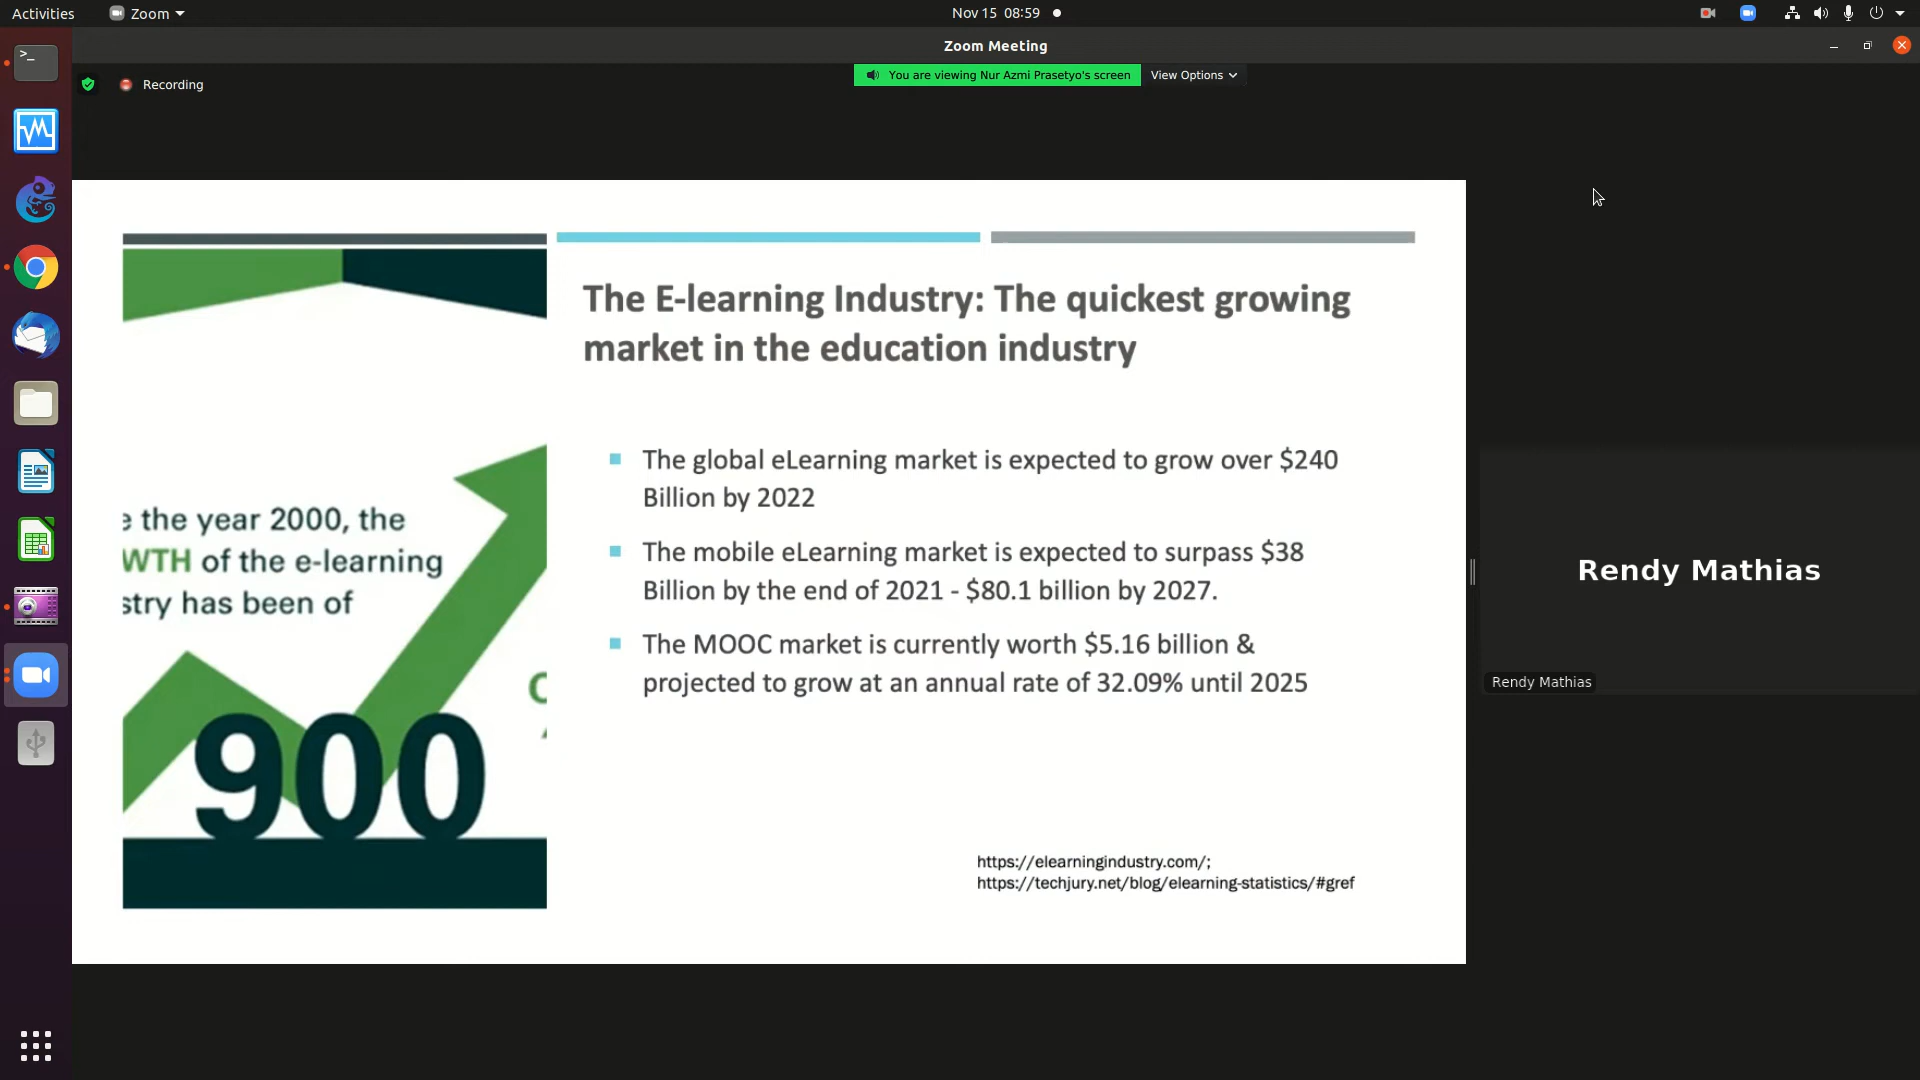 Activities
Zoom
Nov 15 08:59
Zoom Meeting
Recording
You are viewing Nur Azmi Prasetyo's screen
View Options
The E-learning Industry: The quickest growing
market in the education industry
e the year 2000, the
WTH of the e-learning
stry has been of
900
The global eLearning market is expected to grow over $240
Billion by 2022
The mobile eLearning market is expected to surpass $38
Billion by the end of 2021 - $80.1 billion by 2027.
The MOOC market is currently worth $5.16 billion &
projected to grow at an annual rate of 32.09% until 2025
https://elearningindustry.com/;
https://techjury.net/blog/elearning-statistics/#gref
Rendy Mathias
Rendy Mathias